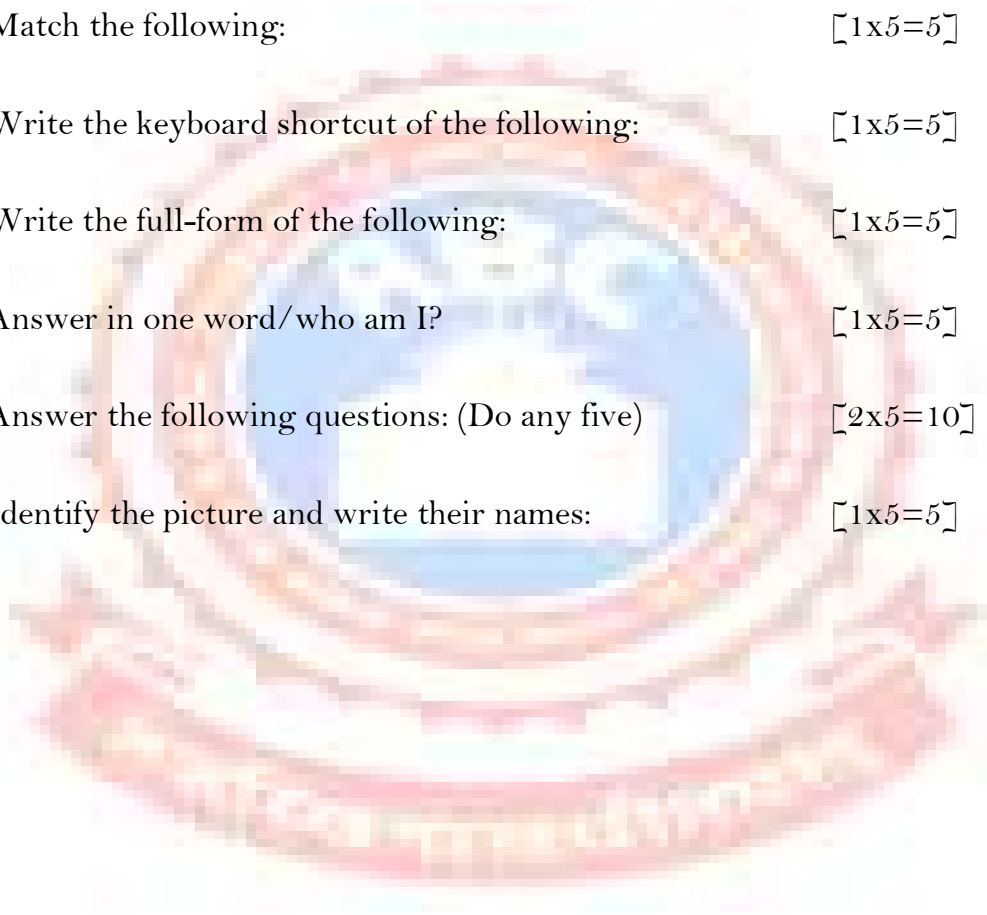 Match the following: [1x5=5]
Write the keyboard shortcut of the following: [1x5=5]
Write the full-form of the following: [1x5=5]
Answer in one word/who am I? [1x5=5]
Answer the following questions: (Do any five) [2x5=10]
dentify the picture and write their names: [1x5=5]